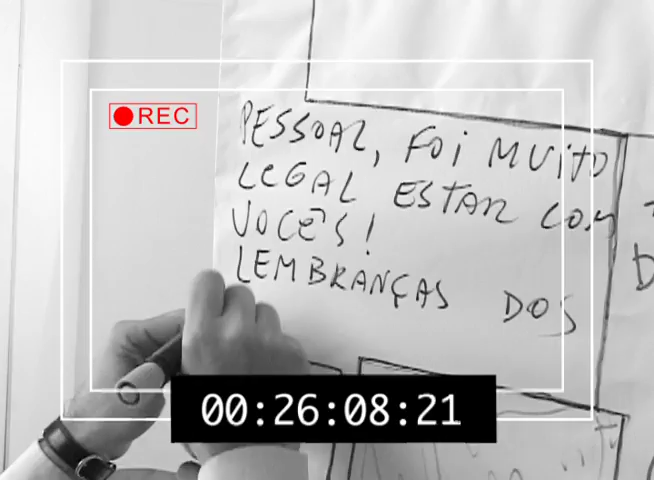 REC
PESSOAL, FOI MUITO
LEGAL ESTAR COM
VOCÊS!
LEMBRANÇAS DOS
00:26:08:21